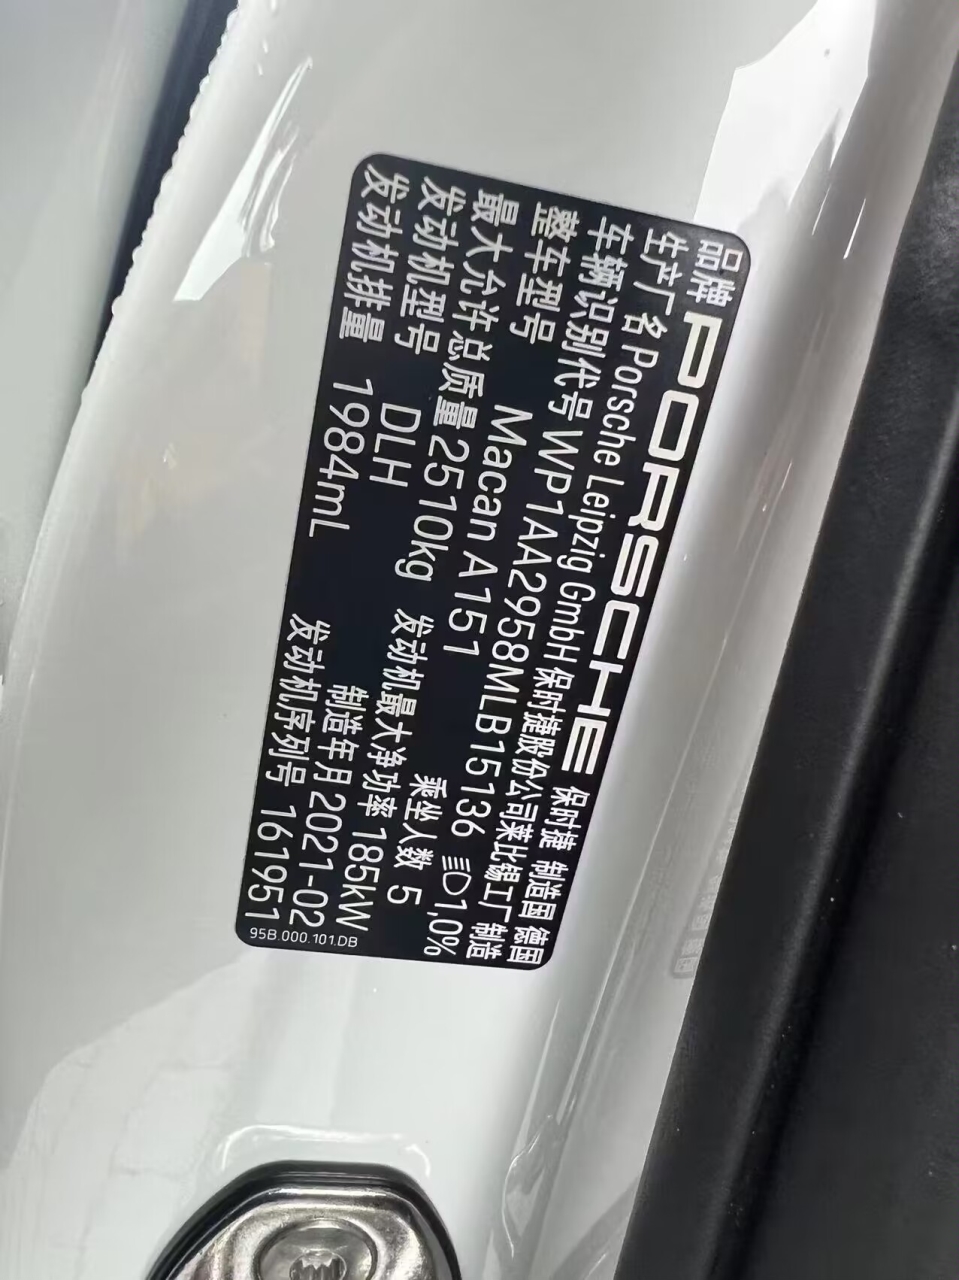 品牌 PORSCHE 保时捷 制造国 德国
生产厂名 Porsche Leipzig GmbH 保时捷股份公司莱比锡工厂 制造
车辆识别代号 WP1AA2958MLB15136 1,0%
整车型号 Macan A151 乘坐人数 5
最大允许总质量 2510kg 发动机最大净功率 185kW
发动机型号 DLH 制造年月 2021-02
发动机排量 1984mL 发动机序列号 161951
95B.000.101.DB